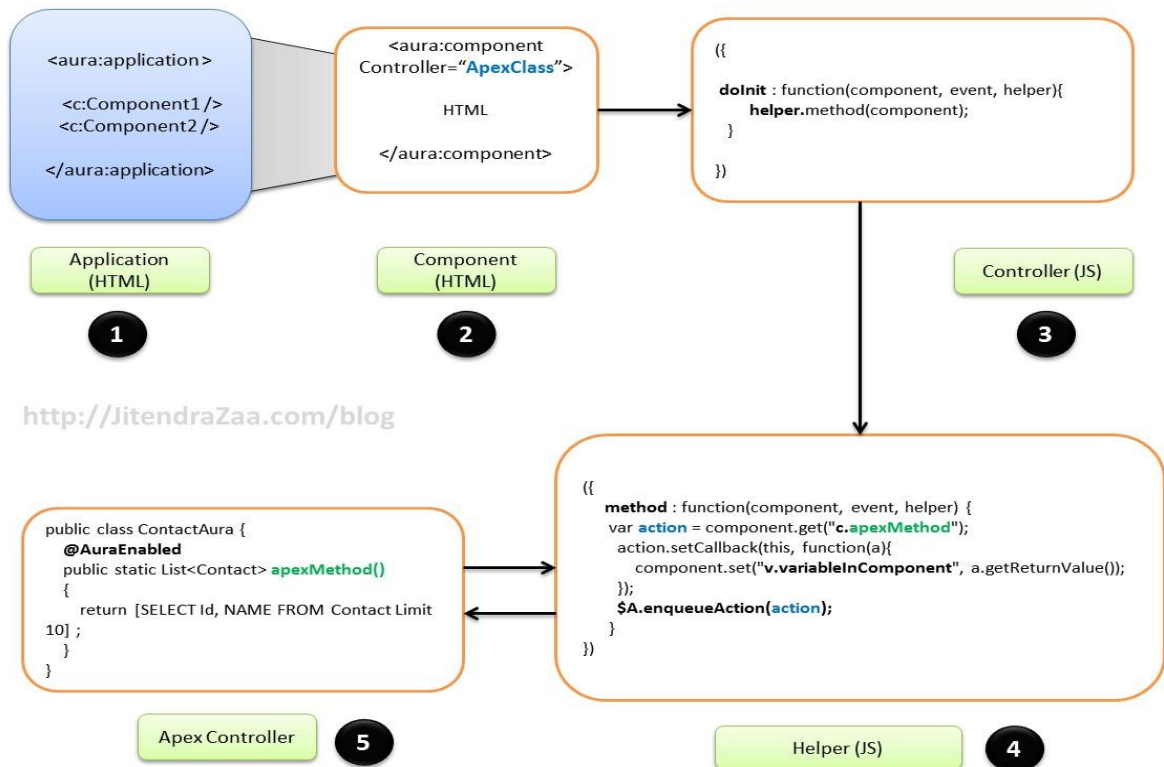 <aura:application>
<c:Component1 />
<c:Component2 />
</aura:application>
Application
(HTML)
1
<aura:component
Controller=“ApexClass”>
HTML
</aura:component>
Component
(HTML)
2
({
doInit : function(component, event, helper){
helper.method(component);
}
})
Controller (JS)
3
http://JitendraZaa.com/blog
({
method : function(component, event, helper) {
var action = component.get("c.apexMethod");
action.setCallback(this, function(a){
component.set("v.variableInComponent", a.getReturnValue());
});
$A.enqueueAction(action);
}
})
Helper (JS)
4
public class ContactAura {
@AuraEnabled
public static List<Contact> apexMethod()
{
return [SELECT Id, NAME FROM Contact Limit
10] ;
}
}
Apex Controller
5